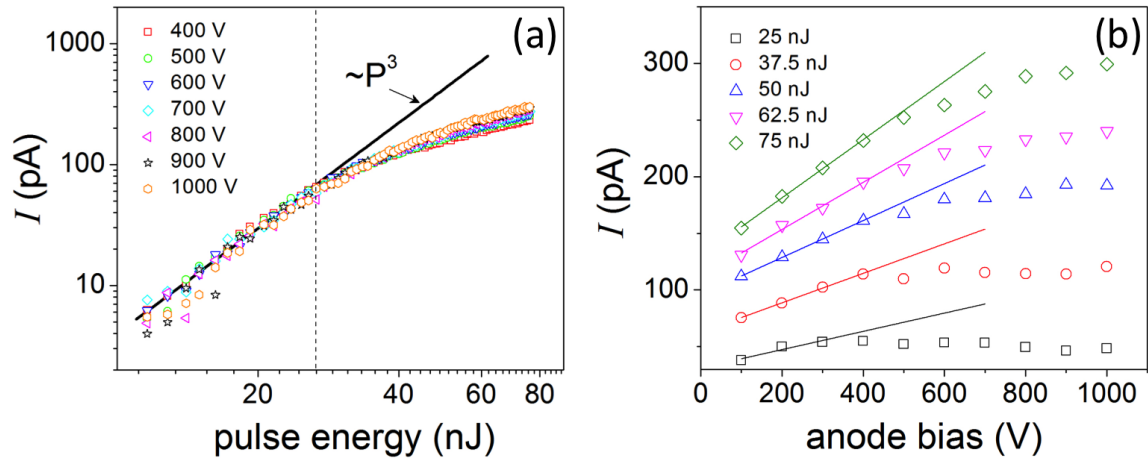 (a)
1000
100
10
I (pA)
400 V
500 V
600 V
700 V
800 V
900 V
1000 V
~P³
20
40
60
80
pulse energy (nJ)
(b)
300
200
100
I (pA)
25 nJ
37.5 nJ
50 nJ
62.5 nJ
75 nJ
0
200
400
600
800
1000
anode bias (V)